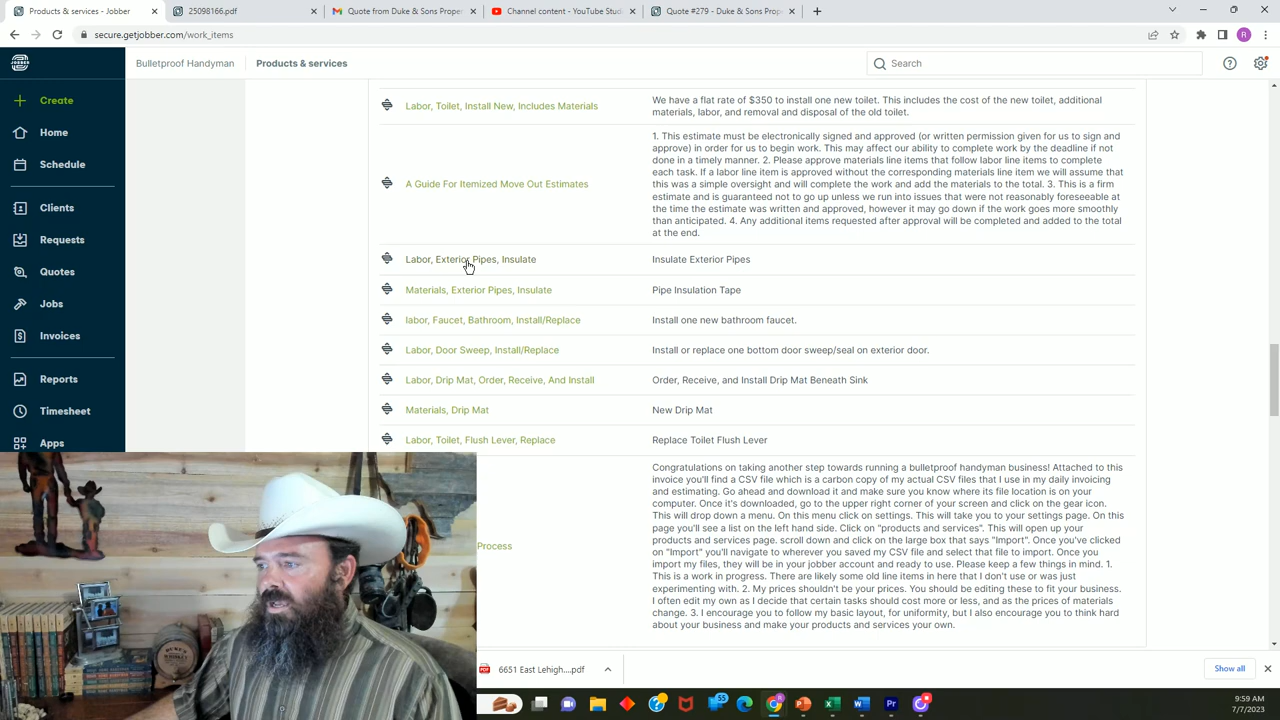 Products & services - Jobber
25098166.pdf
Quote from Duke & Sons Proper
Channel content - YouTube Stud
Quote #279 - Duke & Sons Prop
secure.getjobber.com/work_items
R
JOBBER
Bulletproof Handyman
Products & services
Search
Create
Home
Schedule
Clients
Requests
Quotes
Jobs
Invoices
Reports
Timesheet
Apps
Labor, Toilet, Install New, Includes Materials
We have a flat rate of $350 to install one new toilet. This includes the cost of the new toilet, additional
materials, labor, and removal and disposal of the old toilet.
A Guide For Itemized Move Out Estimates
1. This estimate must be electronically signed and approved (or written permission given for us to sign and
approve) in order for us to begin work. This may affect our ability to complete work by the deadline if not
done in a timely manner. 2. Please approve materials line items that follow labor line items to complete
each task. If a labor line item is approved without the corresponding materials line item we will assume that
this was a simple oversight and will complete the work and add the materials to the total. 3. This is a firm
estimate and is guaranteed not to go up unless we run into issues that were not reasonably foreseeable at
the time the estimate was written and approved, however it may go down if the work goes more smoothly
than anticipated. 4. Any additional items requested after approval will be completed and added to the total
at the end.
Labor, Exterior Pipes, Insulate
Insulate Exterior Pipes
Materials, Exterior Pipes, Insulate
Pipe Insulation Tape
labor, Faucet, Bathroom, Install/Replace
Install one new bathroom faucet.
Labor, Door Sweep, Install/Replace
Install or replace one bottom door sweep/seal on exterior door.
Labor, Drip Mat, Order, Receive, And Install
Order, Receive, and Install Drip Mat Beneath Sink
Materials, Drip Mat
New Drip Mat
Labor, Toilet, Flush Lever, Replace
Replace Toilet Flush Lever
Process
Congratulations on taking another step towards running a bulletproof handyman business! Attached to this
invoice you'll find a CSV file which is a carbon copy of my actual CSV files that I use in my daily invoicing
and estimating. Go ahead and download it and make sure you know where its file location is on your
computer. Once it's downloaded, go to the upper right corner of your screen and click on the gear icon.
This will drop down a menu. On this menu click on settings. This will take you to your settings page. On this
page you'll see a list on the left hand side. Click on "products and services". This will open up your
products and services page. scroll down and click on the large box that says "Import". Once you've clicked
on "Import" you'll navigate to wherever you saved my CSV file and select that file to import. Once you
import my files, they will be in your jobber account and ready to use. Please keep a few things in mind. 1.
This is a work in progress. There are likely some old line items in here that I don't use or was just
experimenting with. 2. My prices shouldn't be your prices. You should be editing these to fit your business.
I often edit my own as I decide that certain tasks should cost more or less, and as the prices of materials
change. 3. I encourage you to follow my basic layout, for uniformity, but I also encourage you to think hard
about your business and make your products and services your own.
6651 East Lehigh....pdf
Show all
55
9:59 AM
7/7/2023